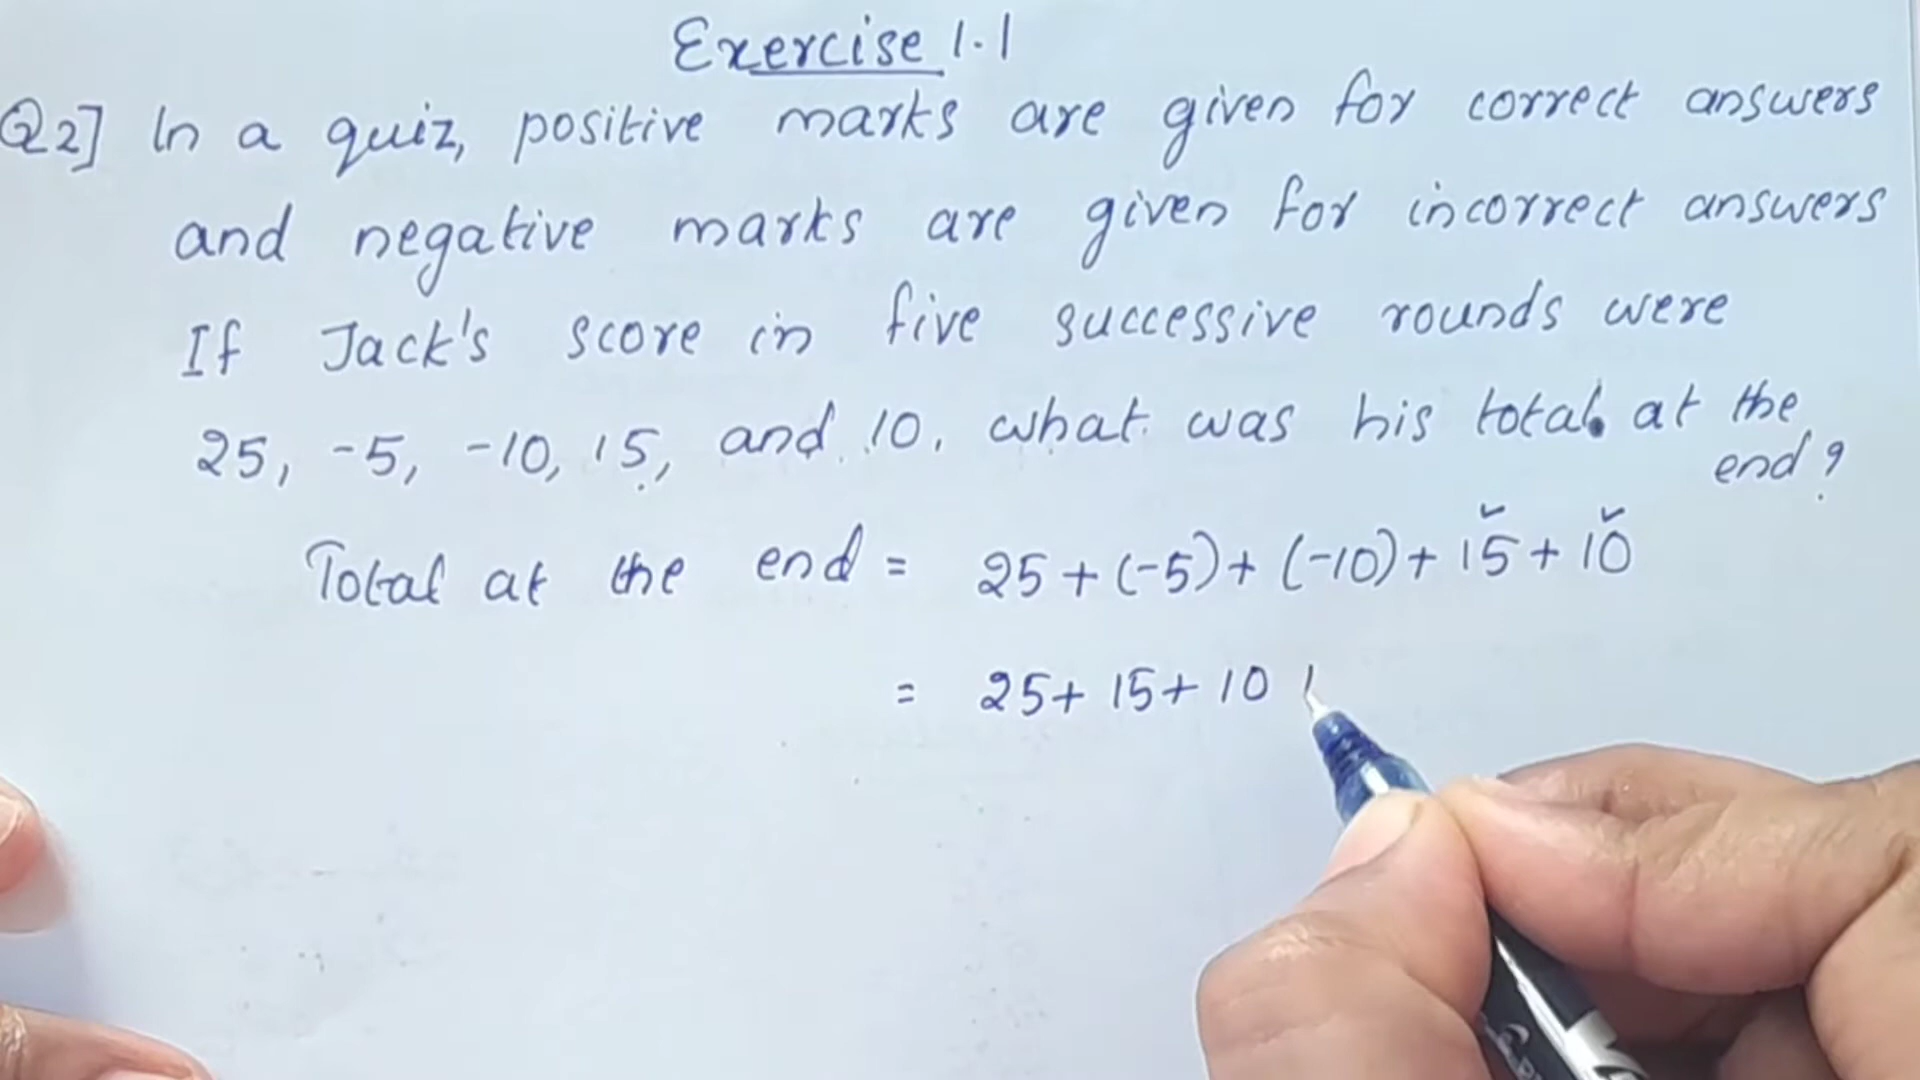 Exercise 1.1
Q2] In a quiz, positive marks are given for correct answers
and negative marks are given for incorrect answers
If Jack's score in five successive rounds were
25, -5, -10, 15, and 10, what was his total at the
end?
Total at the end = 25 + (-5) + (-10) + 15 + 10
= 25 + 15 + 10